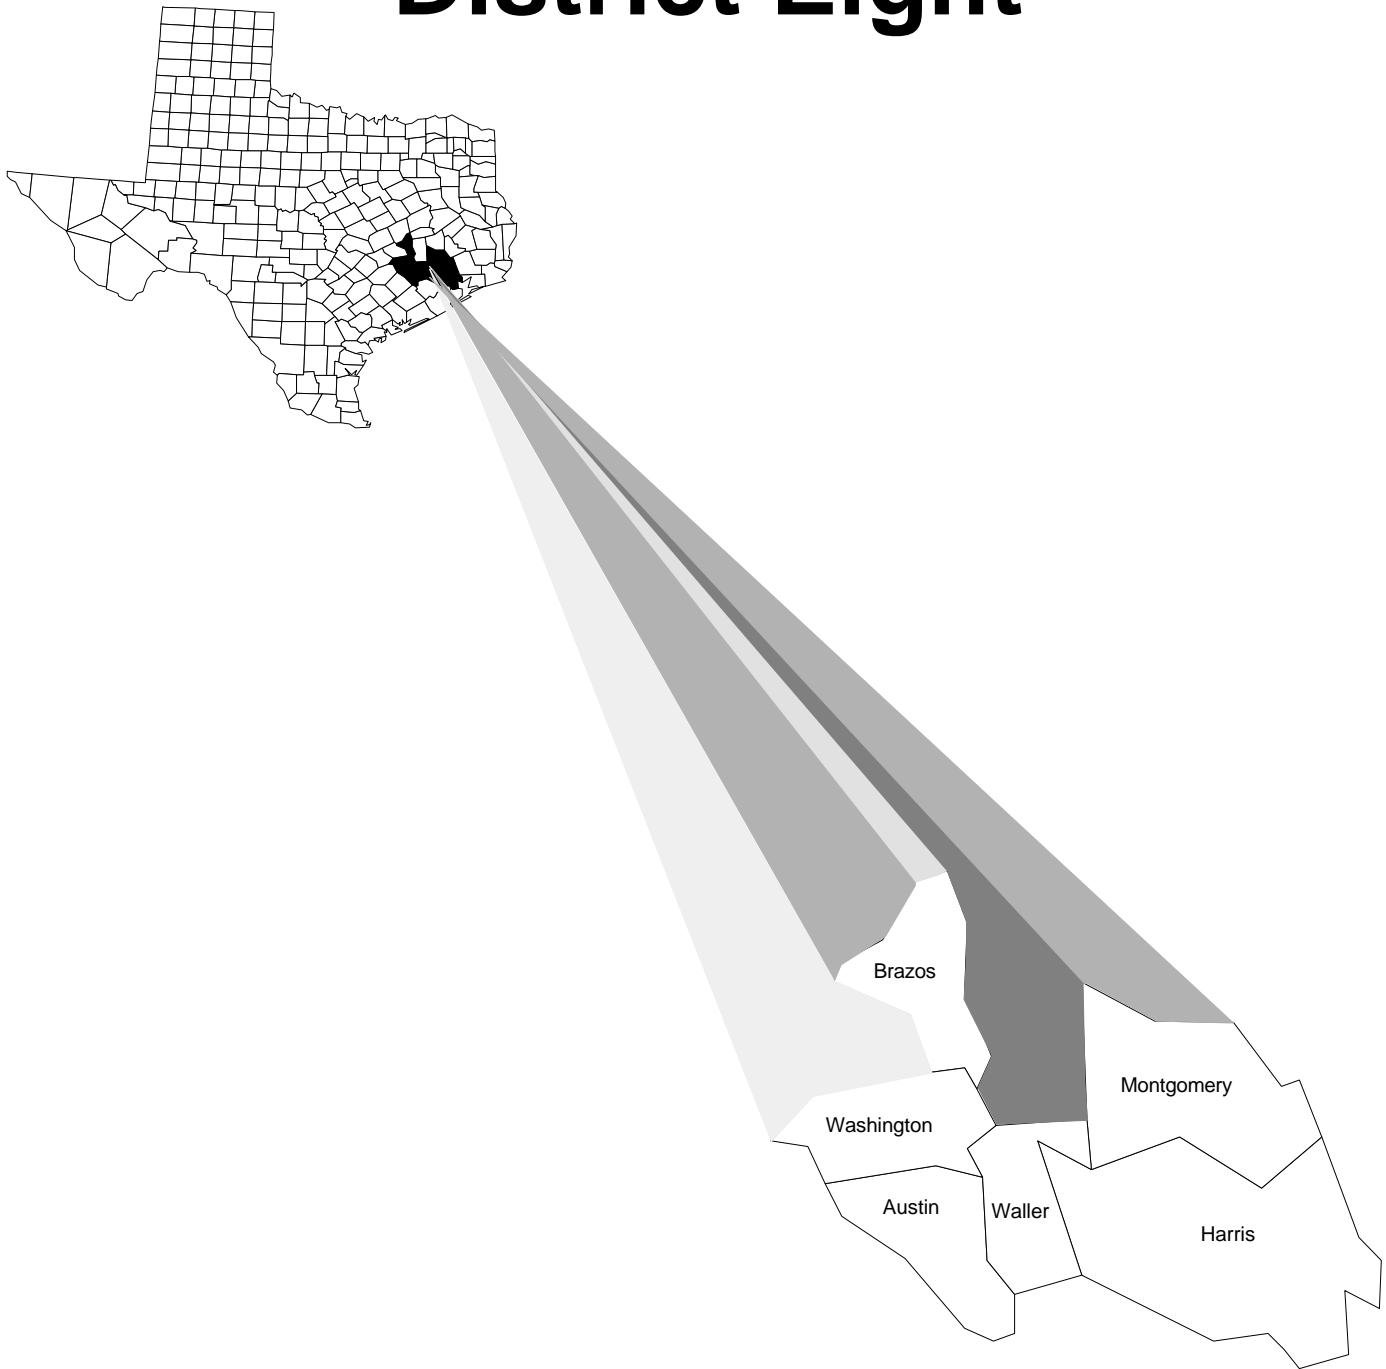 District Eight
Brazos
Montgomery
Washington
Austin
Waller
Harris